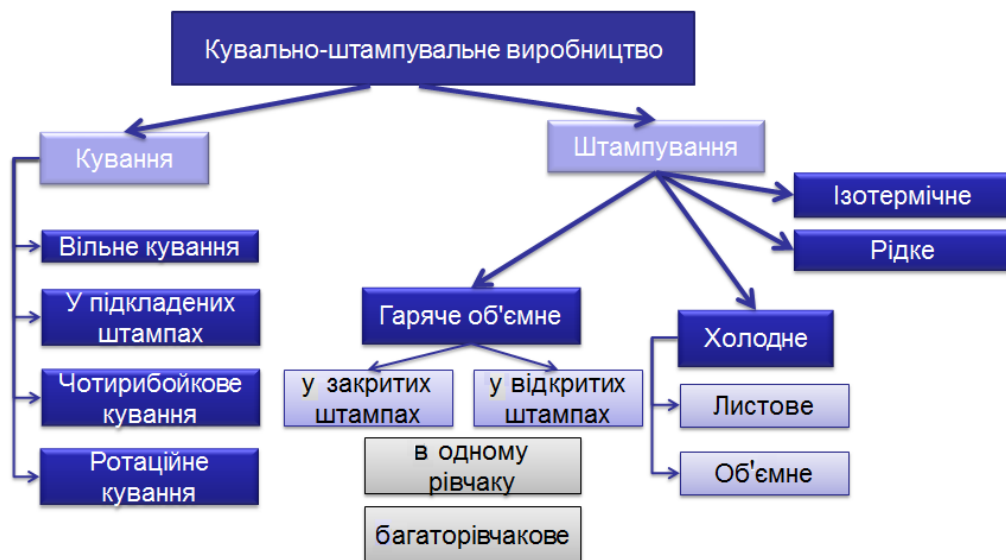 Кувально-штампувальне виробництво
Кування
Штампування
Вільне кування
У підкладених
штампах
Чотирибойкове
кування
Ротаційне
кування
Гаряче об'ємне
у закритих
штампах
у відкритих
штампах
в одному
рівчаку
багаторівчакове
Ізотермічне
Рідке
Холодне
Листове
Об'ємне